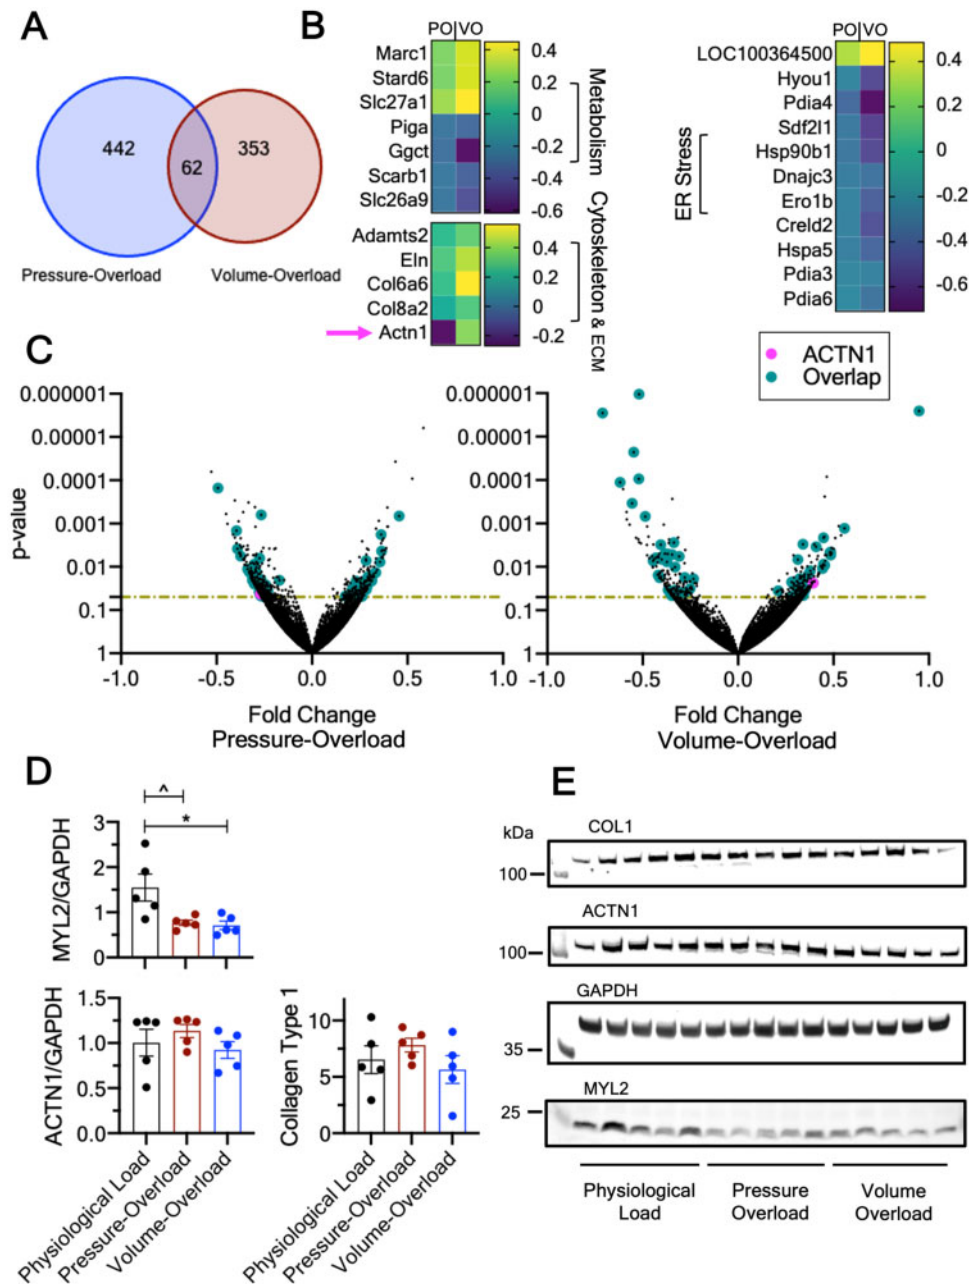 A
442
62
353
Pressure-Overload
Volume-Overload
B
PO|VO
Marc1
Stard6
Slc27a1
Piga
Ggct
Scarb1
Slc26a9
0.4
0.2
0
-0.2
-0.4
-0.6
Metabolism
Adamts2
Eln
Col6a6
Col8a2
Actn1
0.4
0.2
0
-0.2
Cytoskeleton & ECM
PO|VO
LOC100364500
Hyou1
Pdia4
Sdf2l1
Hsp90b1
Dnajc3
Ero1b
Creld2
Hspa5
Pdia3
Pdia6
ER Stress
0.4
0.2
0
-0.2
-0.4
-0.6
C
ACTN1
Overlap
p-value
0.000001
0.00001
0.0001
0.001
0.01
0.1
1
-1.0
-0.5
0.0
0.5
1.0
Fold Change
Pressure-Overload
0.000001
0.00001
0.0001
0.001
0.01
0.1
1
-1.0
-0.5
0.0
0.5
1.0
Fold Change
Volume-Overload
D
MYL2/GAPDH
3
2
1
0
^
*
ACTN1/GAPDH
1.5
1.0
0.5
0.0
Physiological Load
Pressure-Overload
Volume-Overload
Collagen Type 1
10
5
0
Physiological Load
Pressure-Overload
Volume-Overload
E
kDa
COL1
100
ACTN1
100
GAPDH
35
MYL2
25
Physiological
Load
Pressure
Overload
Volume
Overload